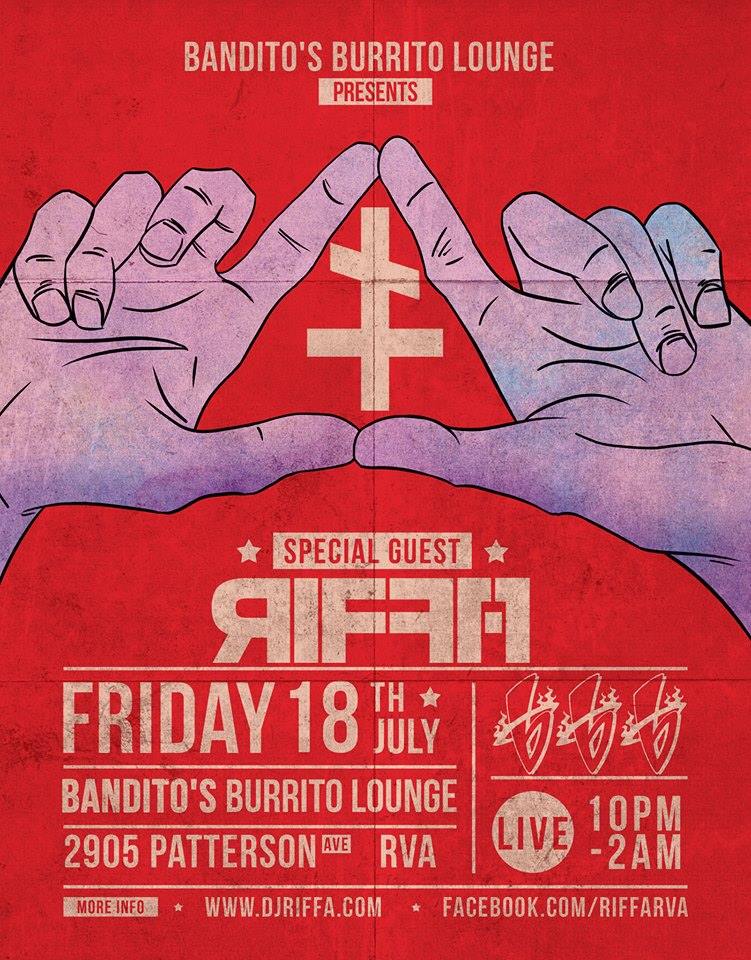 BANDITO'S BURRITO LOUNGE
PRESENTS
SPECIAL GUEST
RIFFA
FRIDAY 18 TH JULY
BANDITO'S BURRITO LOUNGE
2905 PATTERSON AVE RVA
LIVE
10PM
-2AM
MORE INFO WWW.DJRIFFA.COM FACEBOOK.COM/RIFFARVA